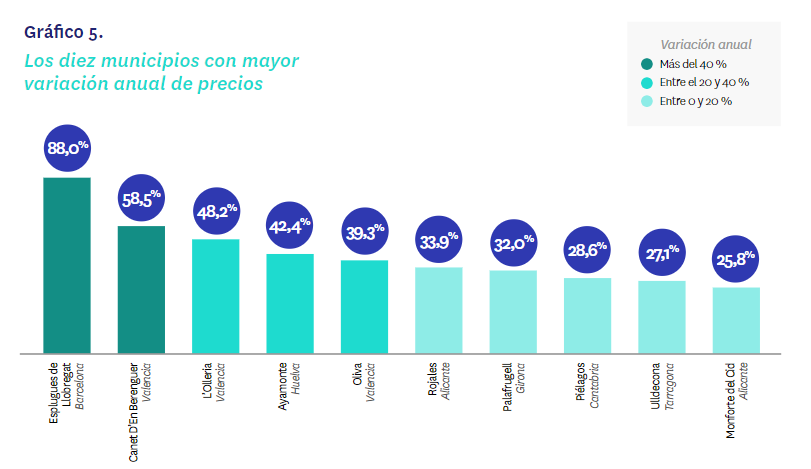 Gráfico 5.
Los diez municipios con mayor
variación anual de precios
Variación anual
Más del 40 %
Entre el 20 y 40 %
Entre 0 y 20 %
88,0%
58,5%
48,2%
42,4%
39,3%
33,9%
32,0%
28,6%
27,1%
25,8%
Esplugues de
Llobregat
Barcelona
Canet D'En Berenguer
Valencia
L'Olleria
Valencia
Ayamonte
Huelva
Oliva
Valencia
Rojales
Alicante
Palafrugell
Girona
Piélagos
Cantabria
Ulldecona
Tarragona
Monforte del Cid
Alicante